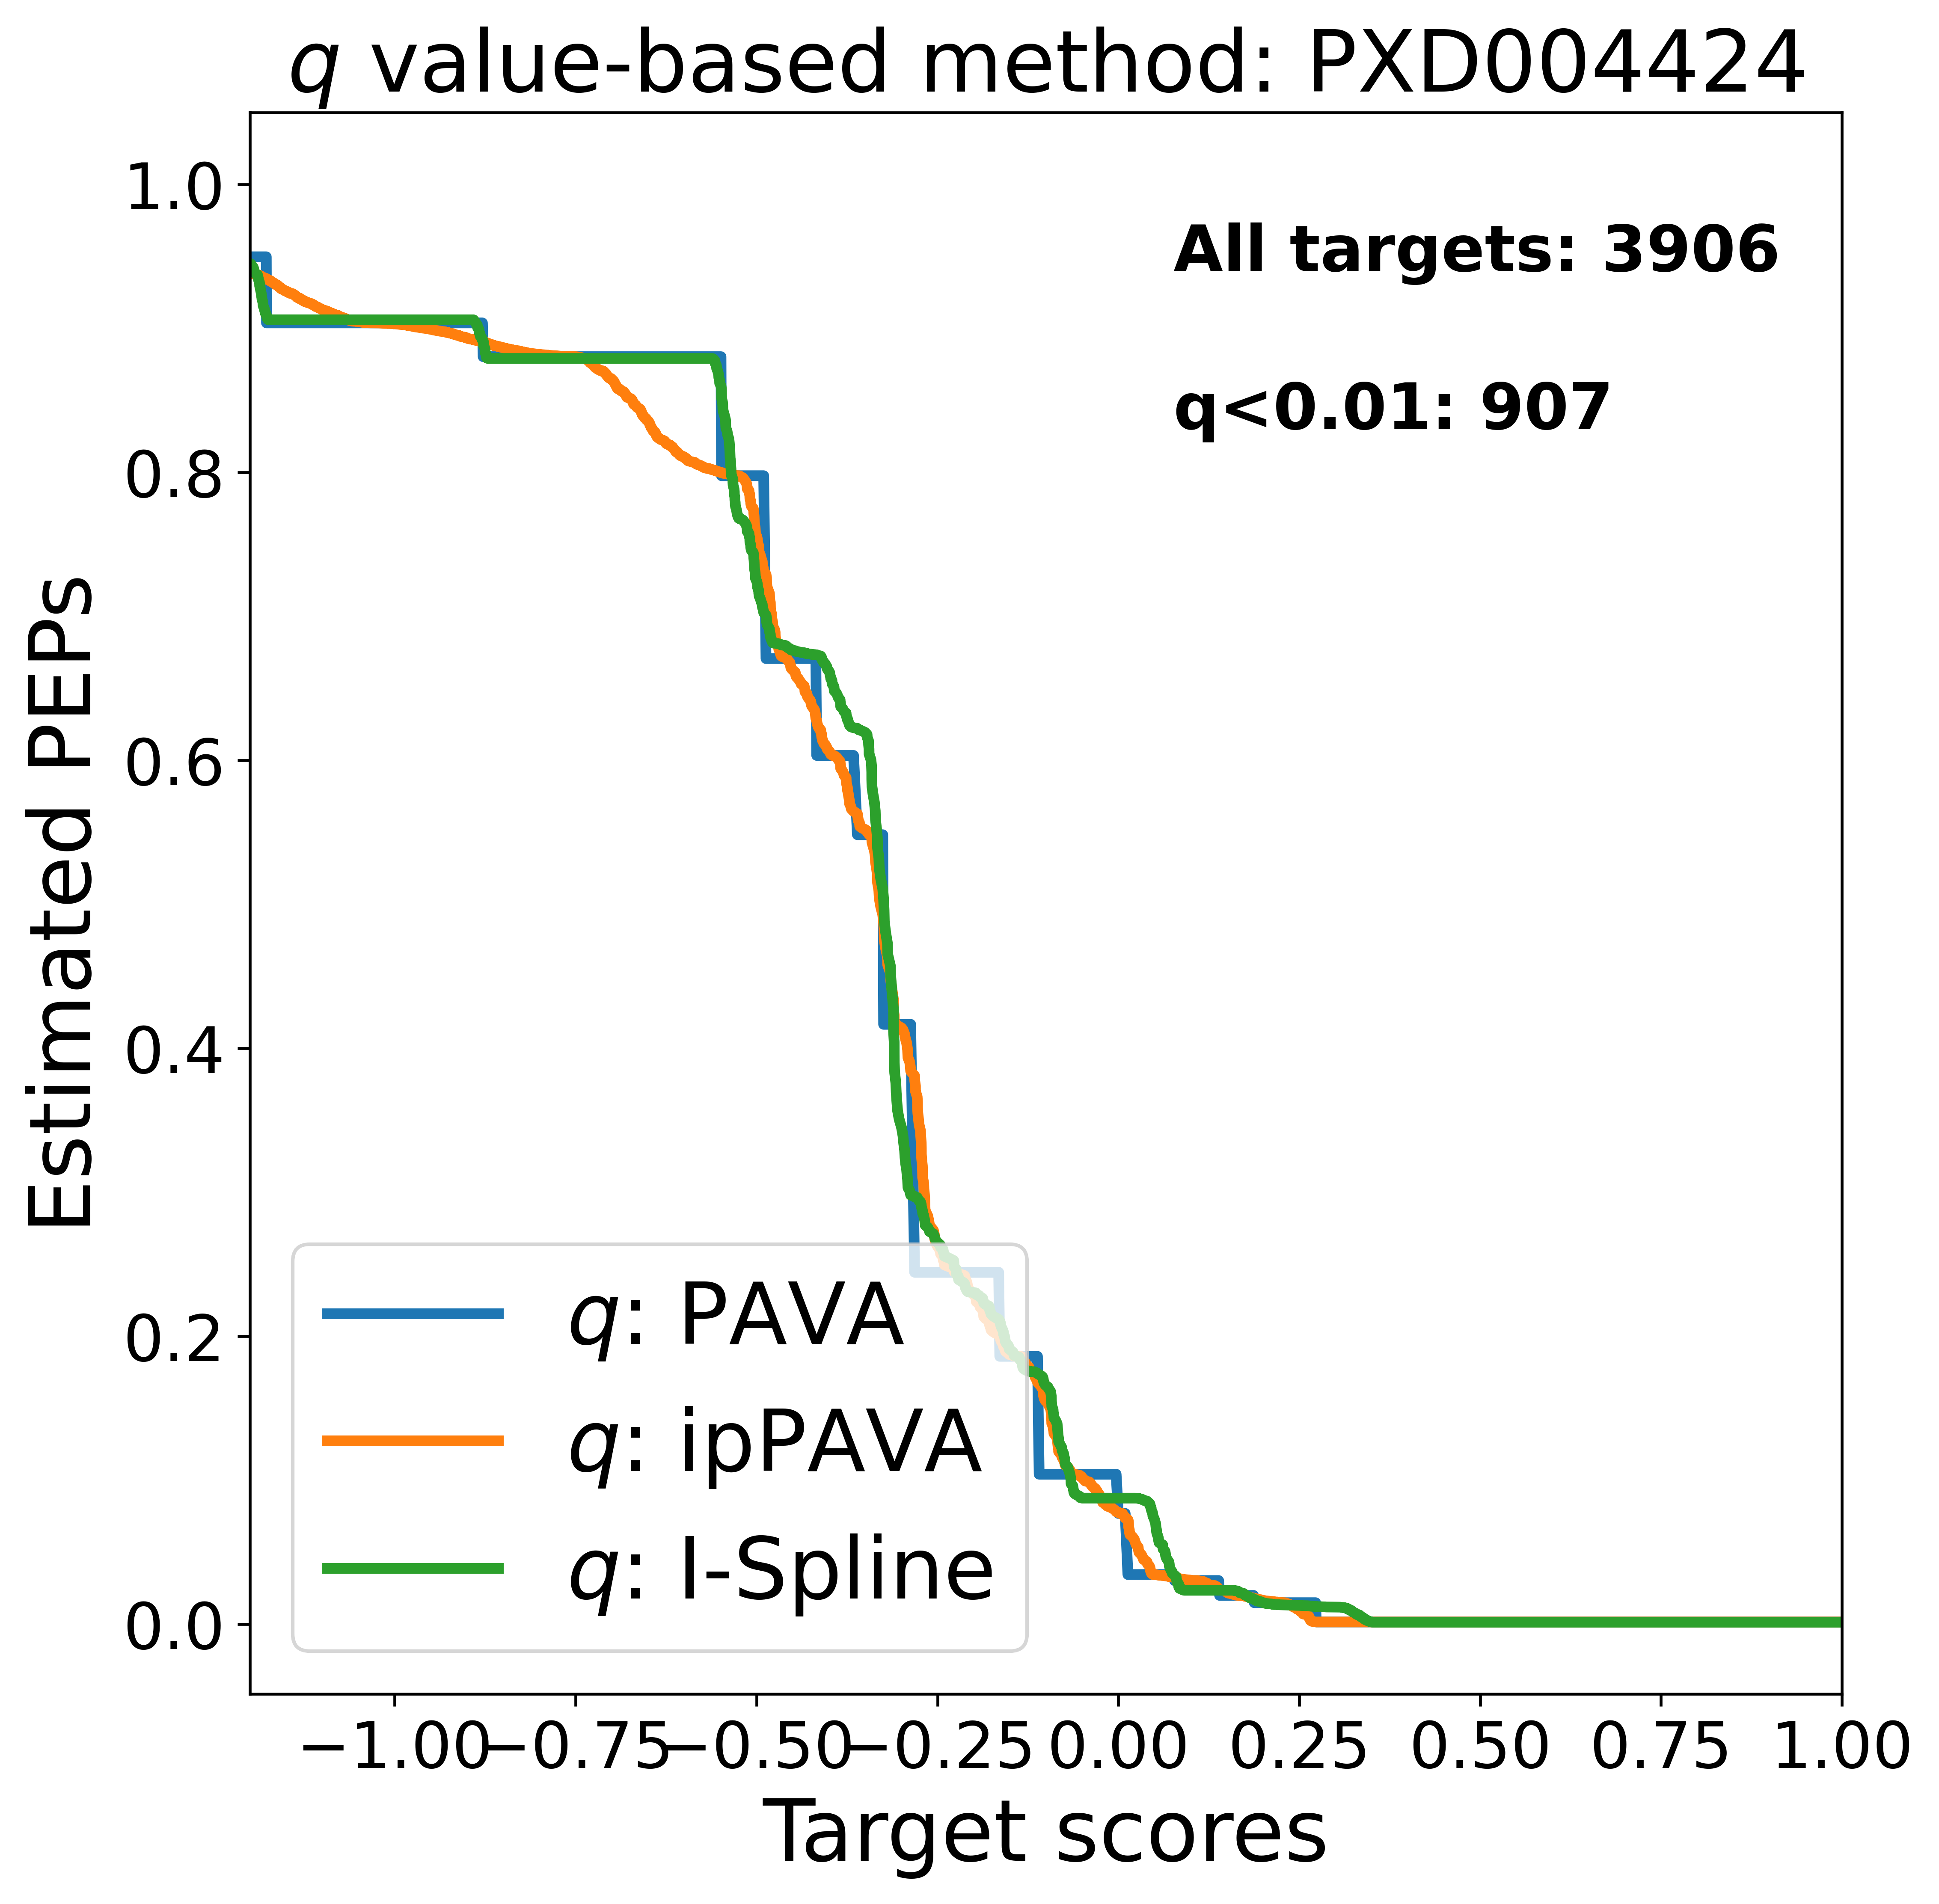 q value-based method: PXD004424
All targets: 3906
q<0.01: 907
Estimated PEPs
1.0
0.8
0.6
0.4
0.2
0.0
q: PAVA
q: ipPAVA
q: I-Spline
−1.00 −0.75 −0.50 −0.25 0.00 0.25 0.50 0.75 1.00
Target scores